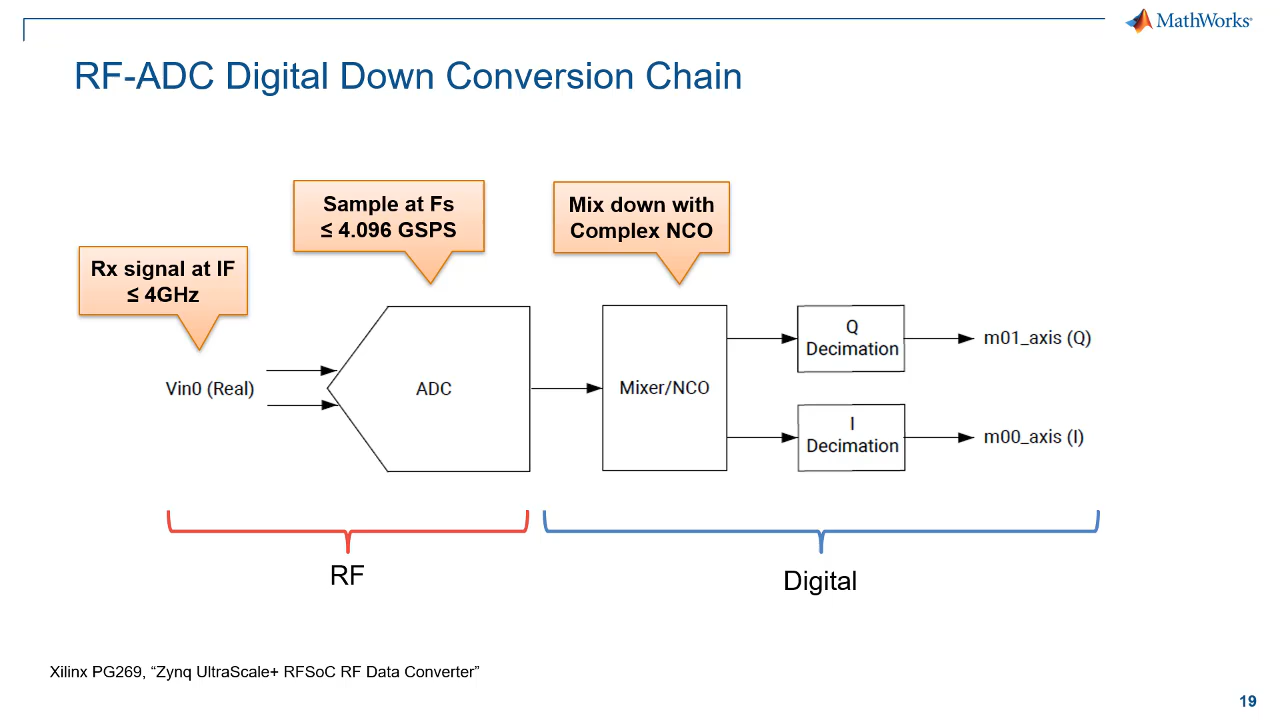 MathWorks®
RF-ADC Digital Down Conversion Chain
Rx signal at IF
≤ 4GHz
Sample at Fs
≤ 4.096 GSPS
Mix down with
Complex NCO
Vin0 (Real)
ADC
Mixer/NCO
Q
Decimation
m01_axis (Q)
I
Decimation
m00_axis (I)
RF
Digital
Xilinx PG269, “Zynq UltraScale+ RFSoC RF Data Converter”
19